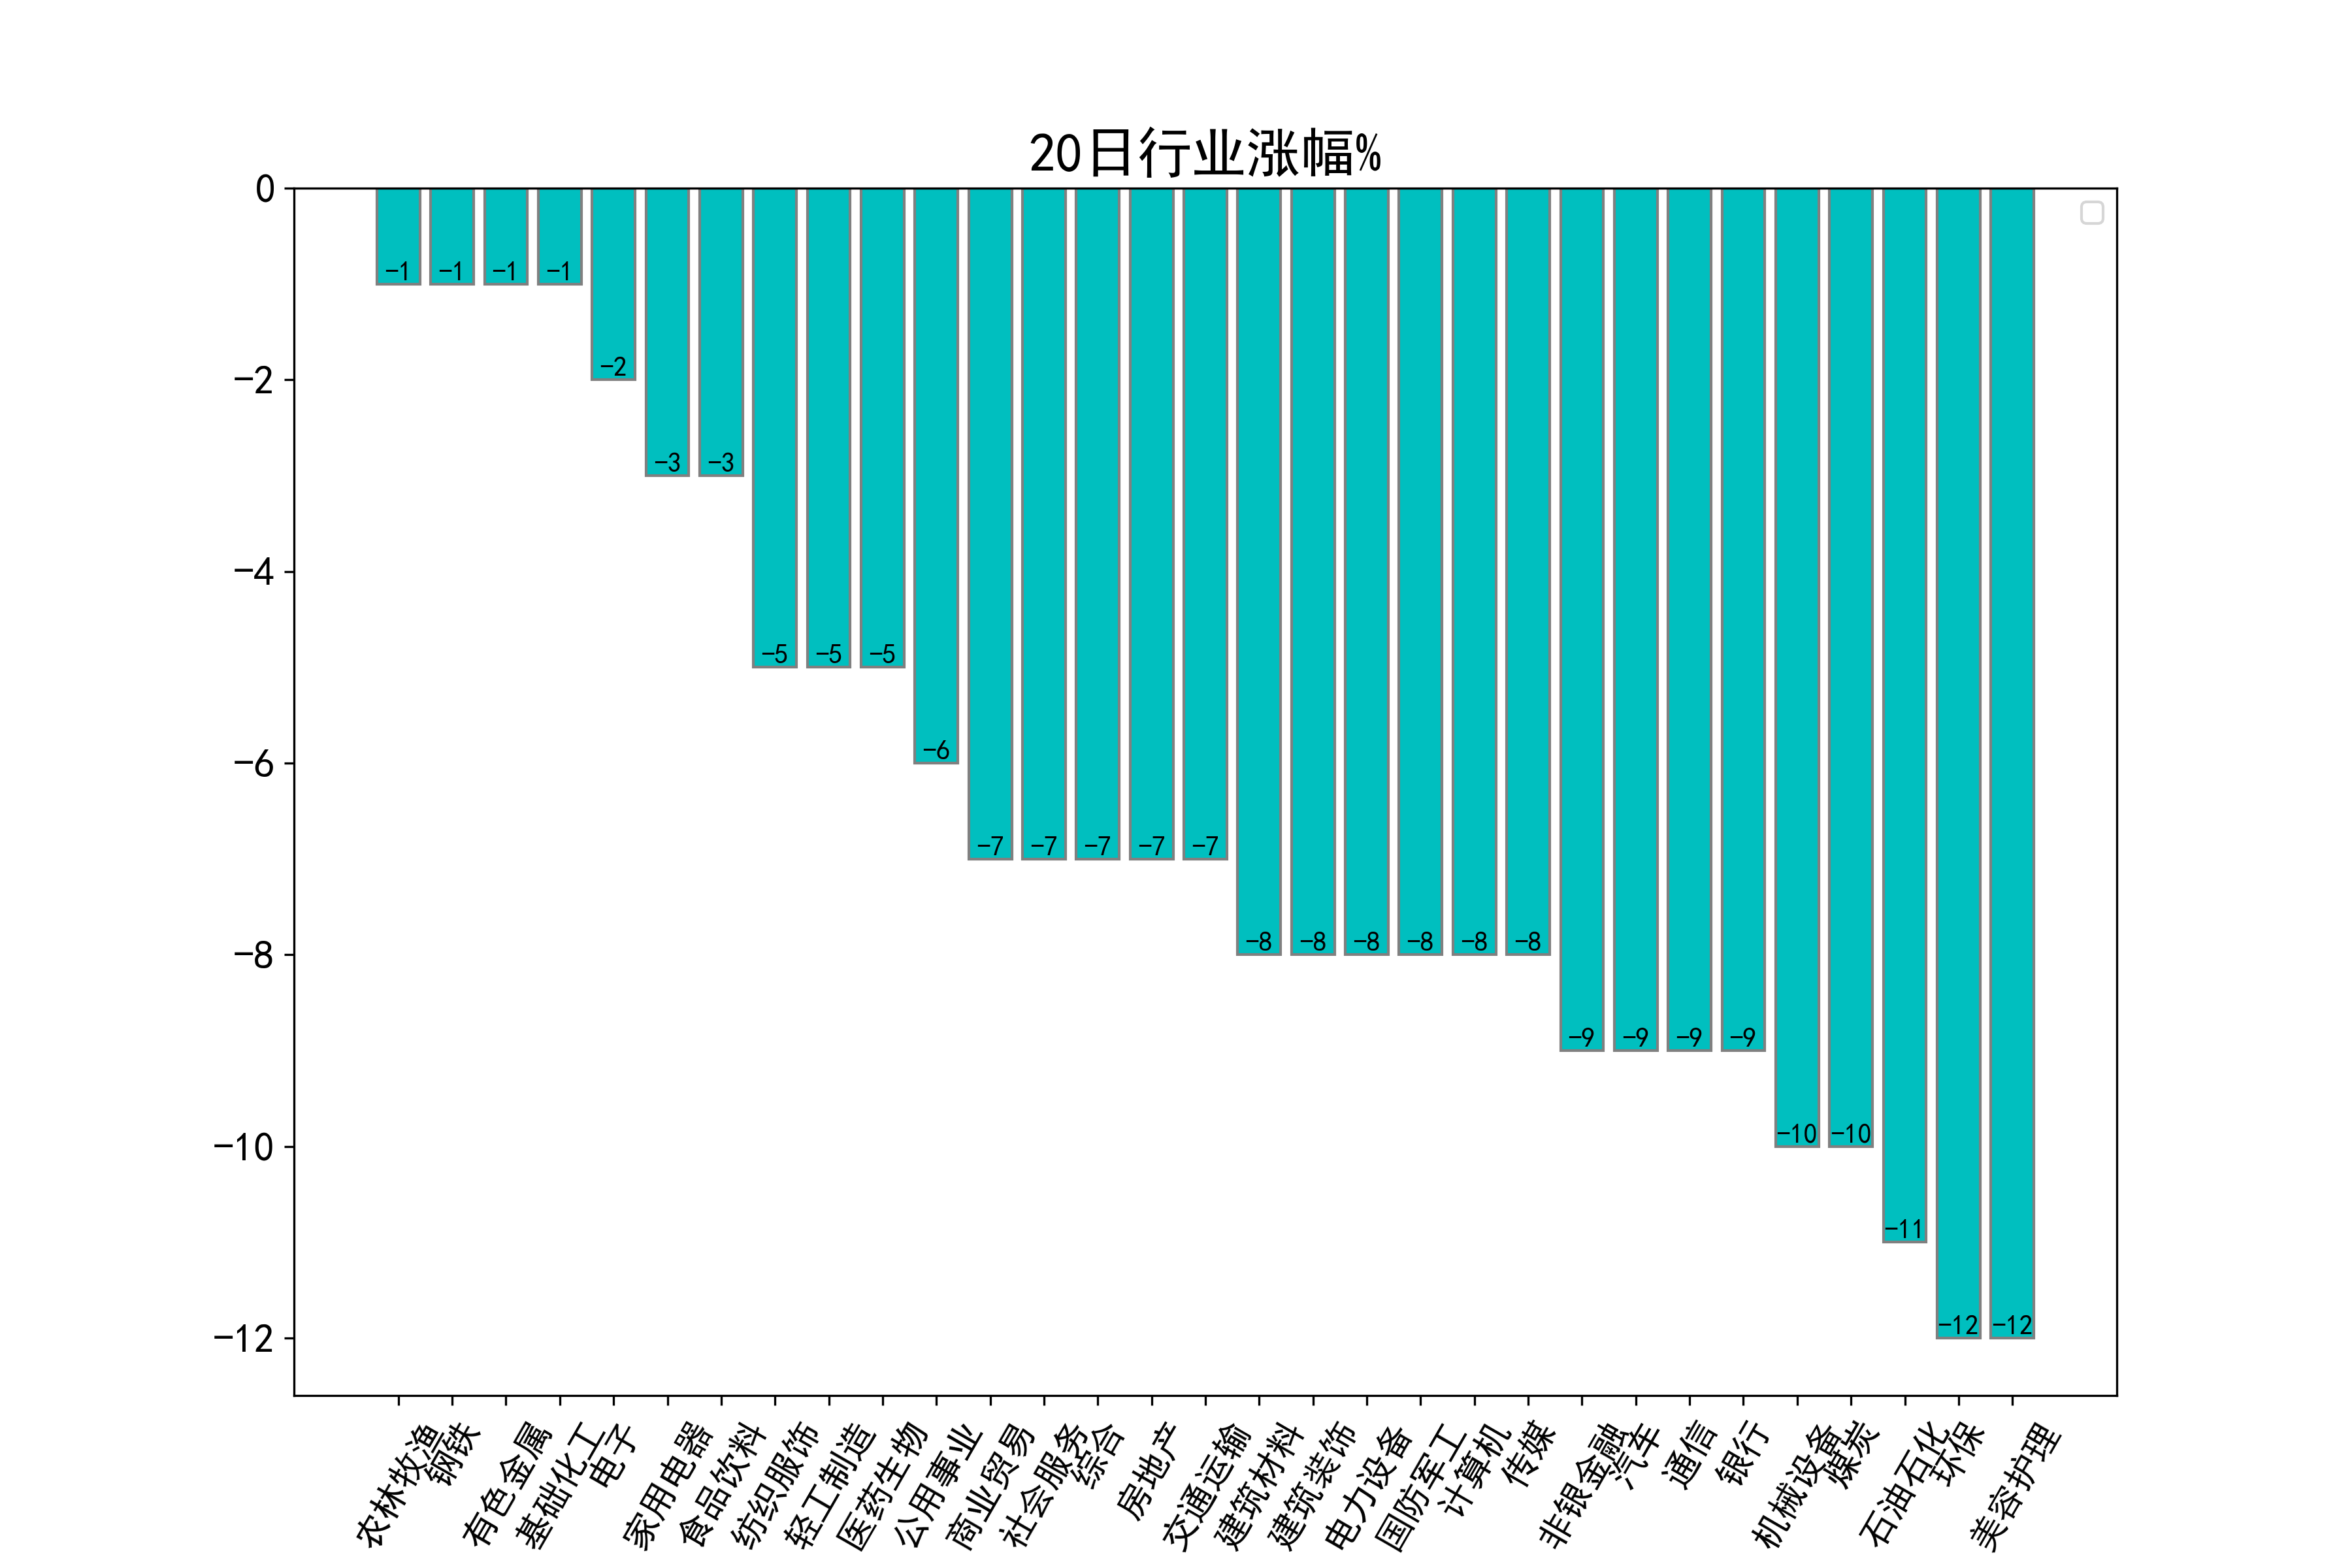 20日行业涨幅%
0
−2
−4
−6
−8
−10
−12
−1 −1 −1 −1 −2 −3 −3 −5 −5 −5 −6 −7 −7 −7 −7 −7 −8 −8 −8 −8 −8 −8 −9 −9 −9 −9 −10 −10 −11 −12 −12
农林牧渔
钢铁
有色金属
基础化工
电子
家用电器
食品饮料
纺织服饰
轻工制造
医药生物
公用事业
商业贸易
社会服务
综合
房地产
交通运输
建筑材料
建筑装饰
电力设备
国防军工
计算机
传媒
非银金融
汽车
通信
银行
机械设备
煤炭
石油石化
环保
美容护理